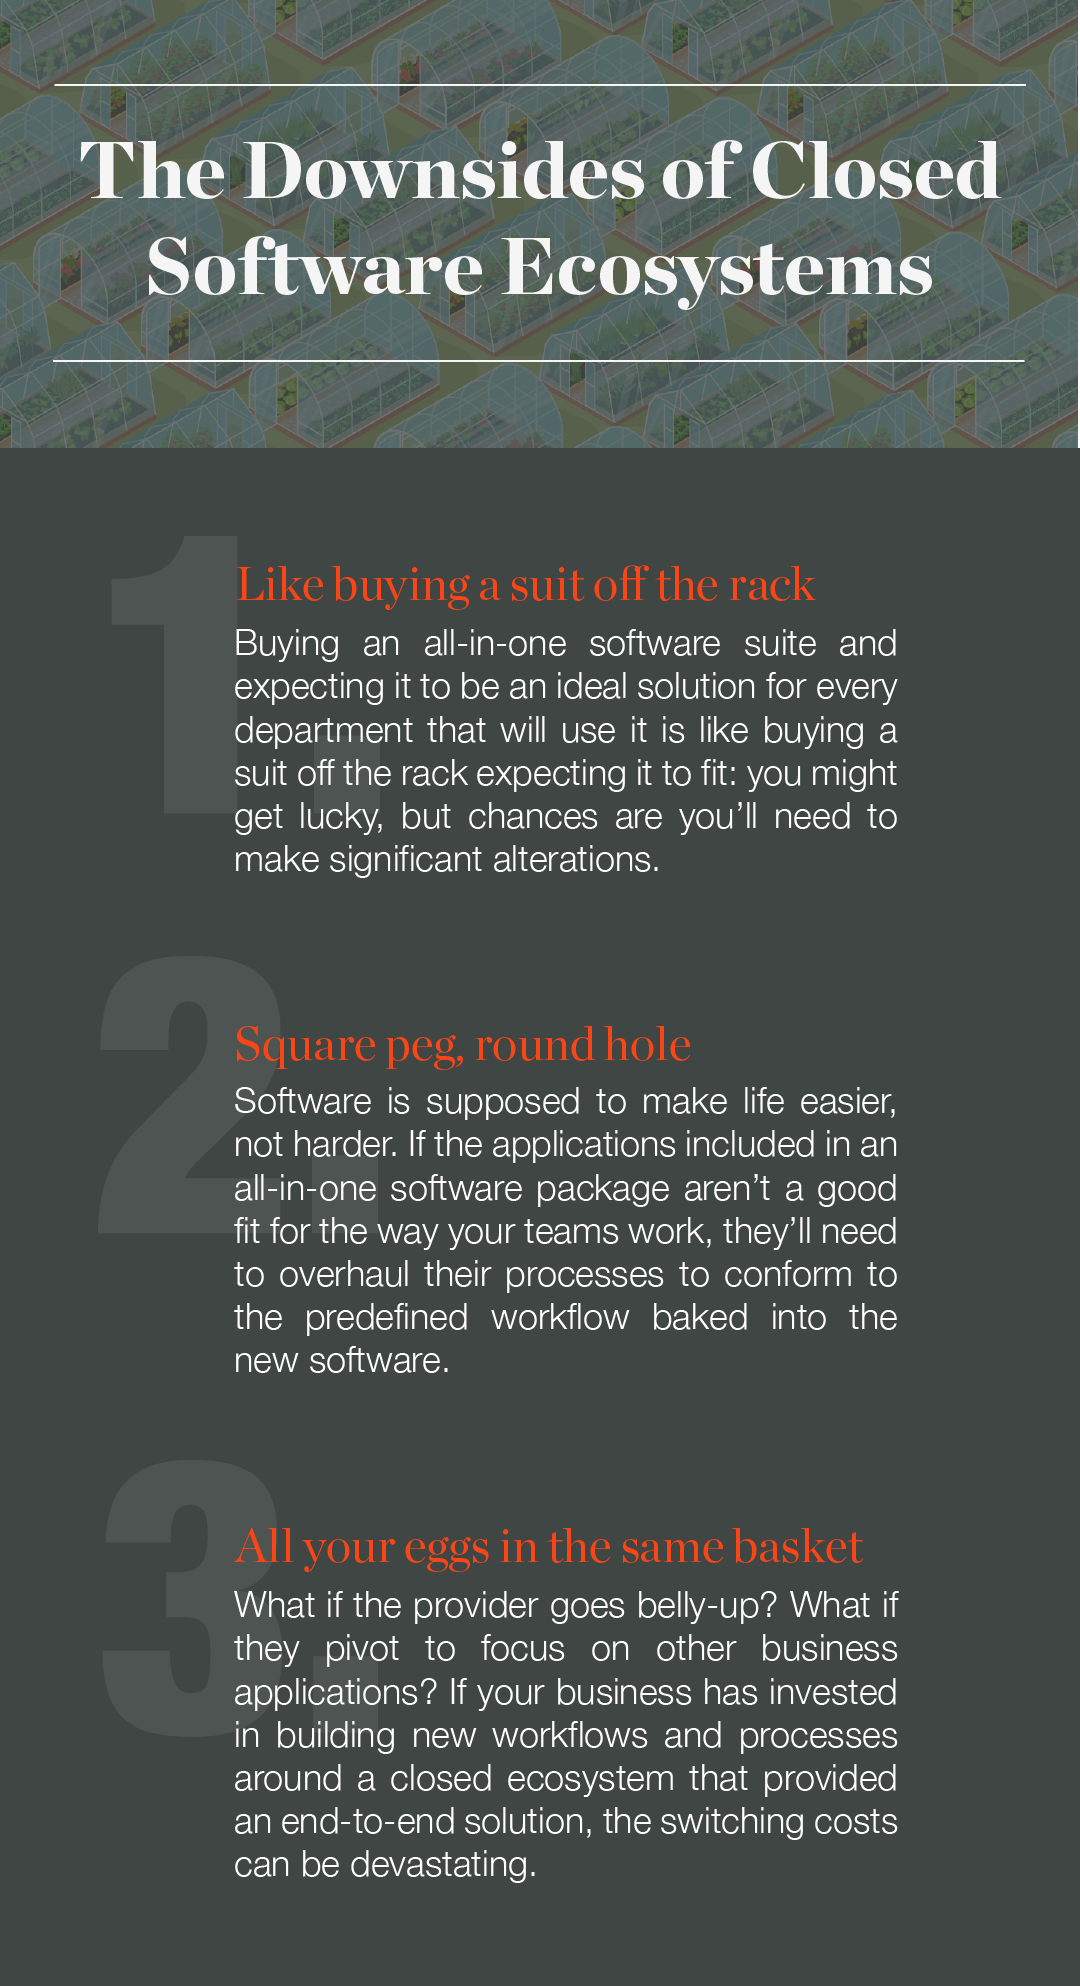 The Downsides of Closed
Software Ecosystems
1.
Like buying a suit off the rack
Buying an all-in-one software suite and
expecting it to be an ideal solution for every
department that will use it is like buying a
suit off the rack expecting it to fit: you might
get lucky, but chances are you’ll need to
make significant alterations.
2.
Square peg, round hole
Software is supposed to make life easier,
not harder. If the applications included in an
all-in-one software package aren’t a good
fit for the way your teams work, they’ll need
to overhaul their processes to conform to
the predefined workflow baked into the
new software.
3.
All your eggs in the same basket
What if the provider goes belly-up? What if
they pivot to focus on other business
applications? If your business has invested
in building new workflows and processes
around a closed ecosystem that provided
an end-to-end solution, the switching costs
can be devastating.